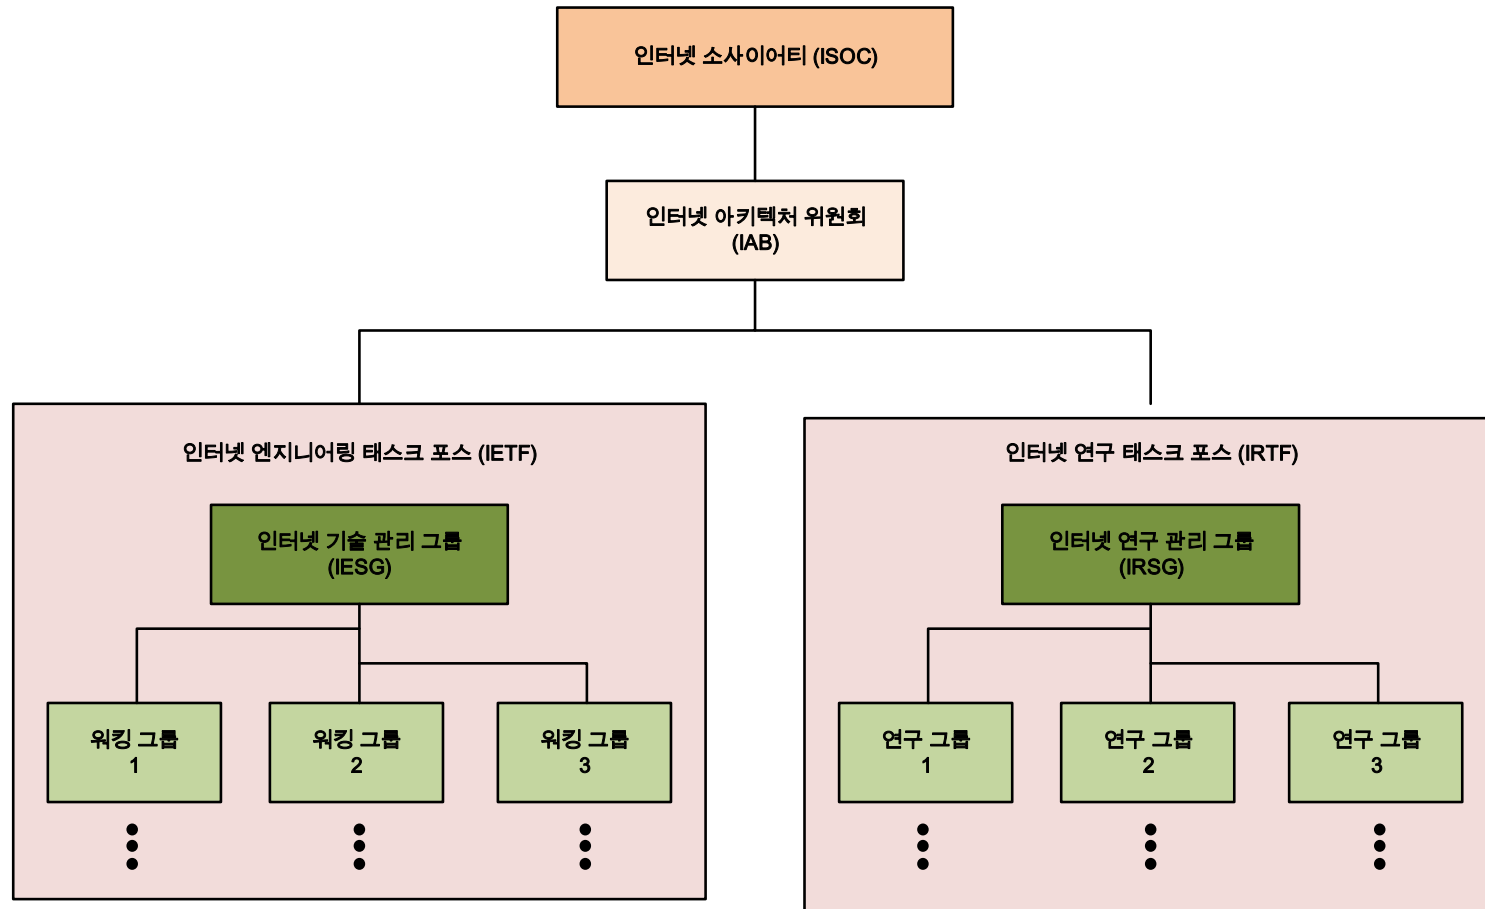 인터넷 소사이어티 (ISOC)
인터넷 아키텍처 위원회
(IAB)
인터넷 엔지니어링 태스크 포스 (IETF)
인터넷 기술 관리 그룹
(IESG)
워킹 그룹
1
워킹 그룹
2
워킹 그룹
3
인터넷 연구 태스크 포스 (IRTF)
인터넷 연구 관리 그룹
(IRSG)
연구 그룹
1
연구 그룹
2
연구 그룹
3